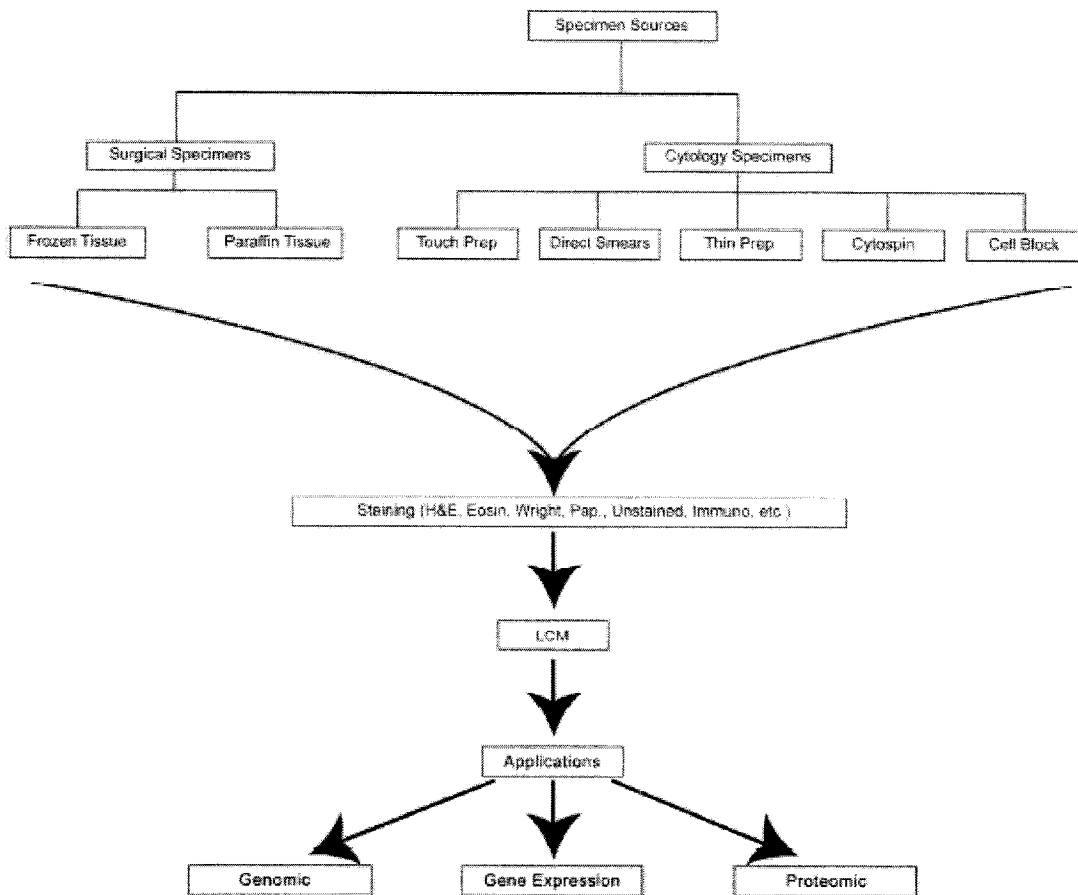 Specimen Sources
Surgical Specimens
Cytology Specimens
Frozen Tissue
Paraffin Tissue
Touch Prep
Direct Smears
Thin Prep
Cytospin
Cell Block
Staining (H&E, Eosin, Wright, Pap., Unstained, Immuno, etc.)
LCM
Applications
Genomic
Gene Expression
Proteomic